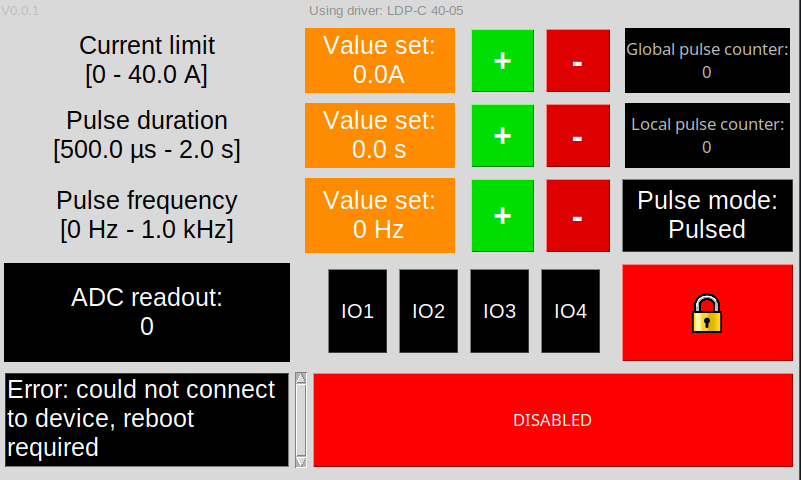 V0.0.1
Using driver: LDP-C 40-05
Current limit
[0 - 40.0 A]
Value set:
0.0A
+
-
Global pulse counter:
0
Pulse duration
[500.0 µs - 2.0 s]
Value set:
0.0 s
+
-
Local pulse counter:
0
Pulse frequency
[0 Hz - 1.0 kHz]
Value set:
0 Hz
+
-
Pulse mode:
Pulsed
ADC readout:
0
IO1
IO2
IO3
IO4
Error: could not connect
to device, reboot
required
DISABLED